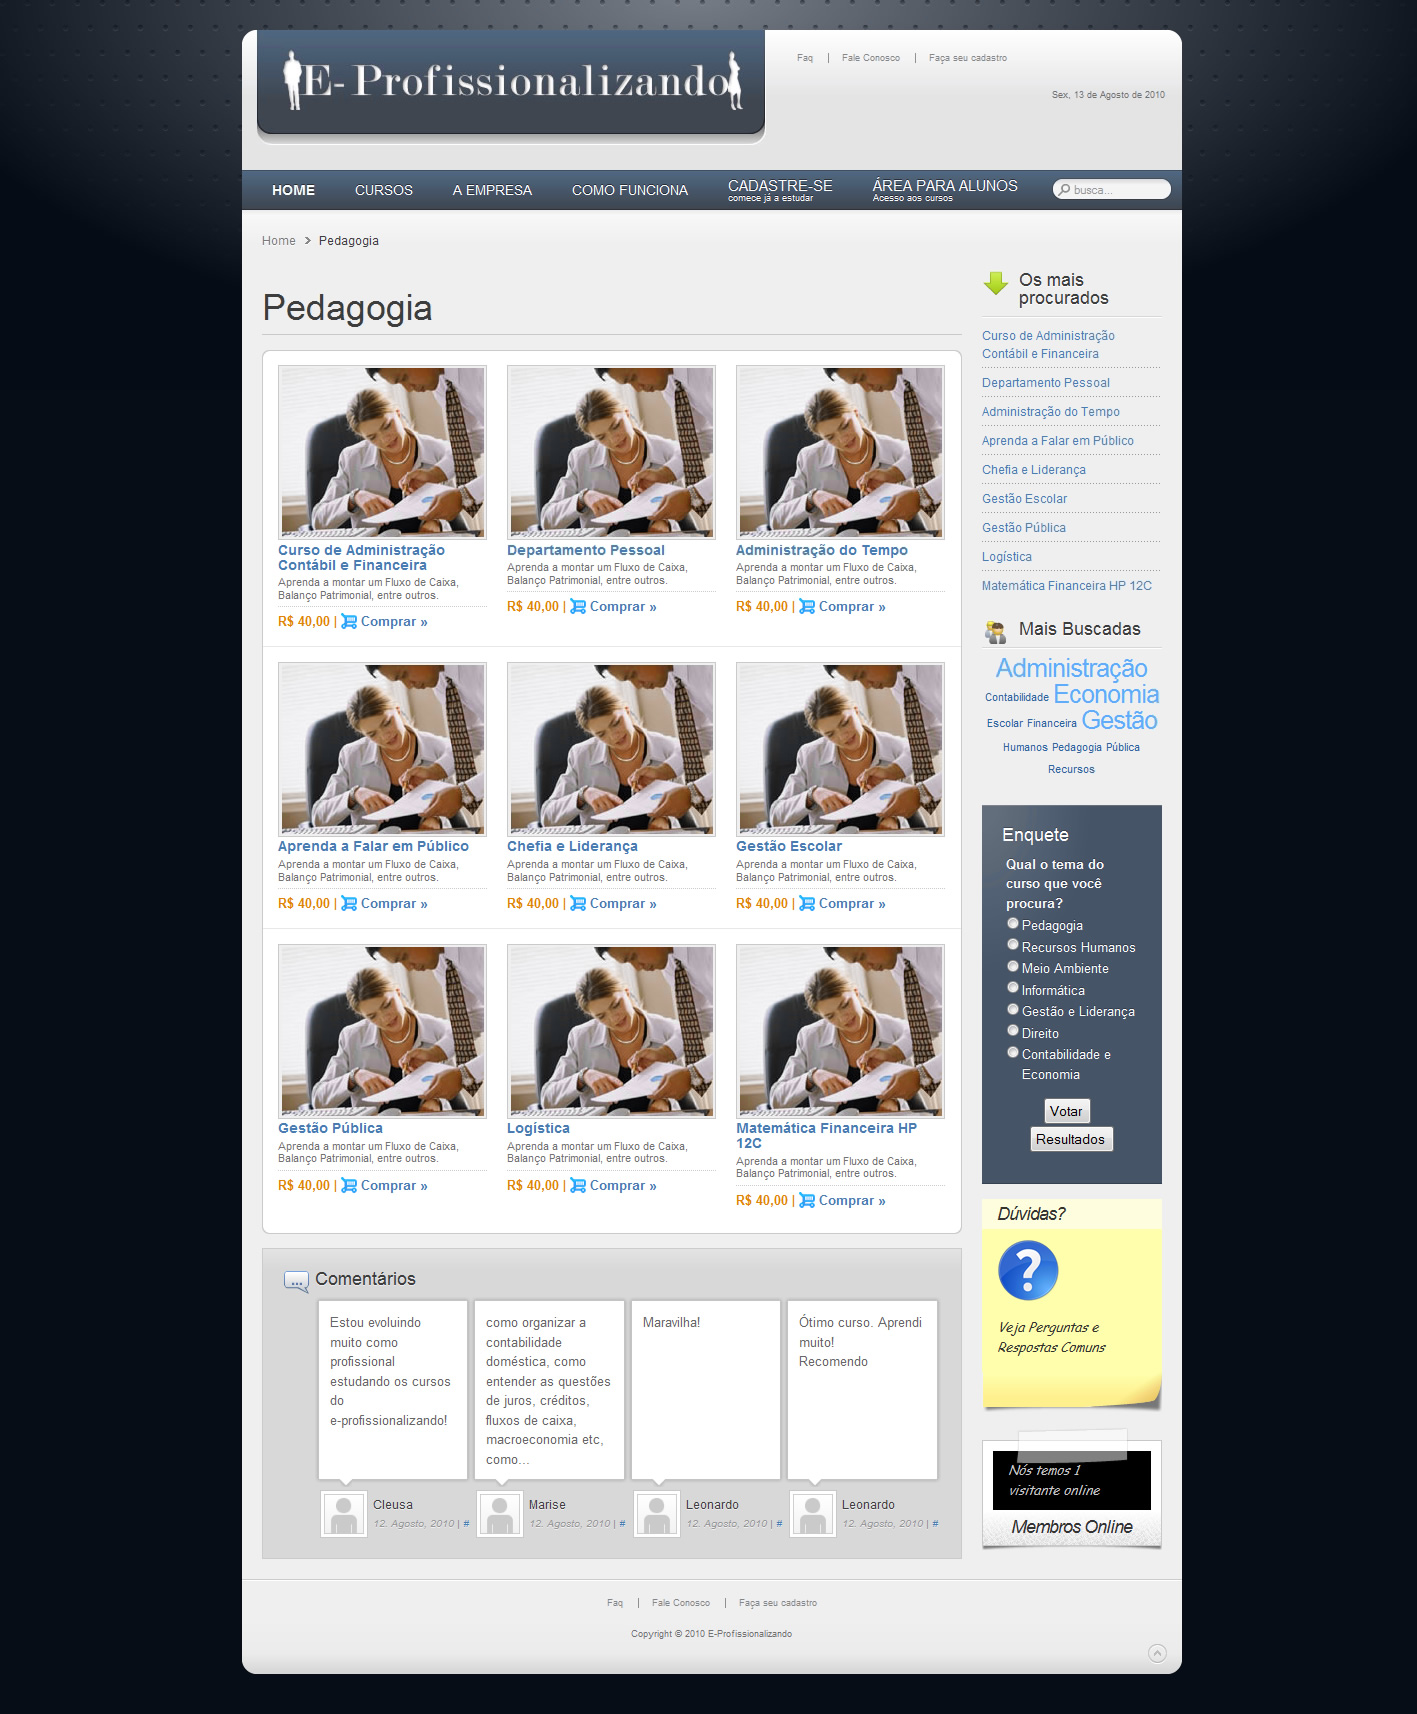 E-Profissionalizando
Faq
Fale Conosco
Faça seu cadastro
Sex, 13 de Agosto de 2010
HOME
CURSOS
A EMPRESA
COMO FUNCIONA
CADASTRE-SE
comece já a estudar
ÁREA PARA ALUNOS
Acesso aos cursos
busca...
Home
Pedagogia
Pedagogia
Curso de Administração
Contábil e Financeira
Aprenda a montar um Fluxo de Caixa,
Balanço Patrimonial, entre outros.
R$ 40,00 | Comprar »
Departamento Pessoal
Aprenda a montar um Fluxo de Caixa,
Balanço Patrimonial, entre outros.
R$ 40,00 | Comprar »
Administração do Tempo
Aprenda a montar um Fluxo de Caixa,
Balanço Patrimonial, entre outros.
R$ 40,00 | Comprar »
Aprenda a Falar em Público
Aprenda a montar um Fluxo de Caixa,
Balanço Patrimonial, entre outros.
R$ 40,00 | Comprar »
Chefia e Liderança
Aprenda a montar um Fluxo de Caixa,
Balanço Patrimonial, entre outros.
R$ 40,00 | Comprar »
Gestão Escolar
Aprenda a montar um Fluxo de Caixa,
Balanço Patrimonial, entre outros.
R$ 40,00 | Comprar »
Gestão Pública
Aprenda a montar um Fluxo de Caixa,
Balanço Patrimonial, entre outros.
R$ 40,00 | Comprar »
Logística
Aprenda a montar um Fluxo de Caixa,
Balanço Patrimonial, entre outros.
R$ 40,00 | Comprar »
Matemática Financeira HP
12C
Aprenda a montar um Fluxo de Caixa,
Balanço Patrimonial, entre outros.
R$ 40,00 | Comprar »
Comentários
Estou evoluindo
muito como
profissional
estudando os cursos
do
e-profissionalizando!
Cleusa
12. Agosto, 2010 | #
como organizar a
contabilidade
doméstica, como
entender as questões
de juros, créditos,
fluxos de caixa,
macroeconomia etc,
como...
Marise
12. Agosto, 2010 | #
Maravilha!
Leonardo
12. Agosto, 2010 | #
Ótimo curso. Aprendi
muito!
Recomendo
Leonardo
12. Agosto, 2010 | #
Os mais
procurados
Curso de Administração
Contábil e Financeira
Departamento Pessoal
Administração do Tempo
Aprenda a Falar em Público
Chefia e Liderança
Gestão Escolar
Gestão Pública
Logística
Matemática Financeira HP 12C
Mais Buscadas
Administração
Contabilidade Economia
Escolar Financeira Gestão
Humanos Pedagogia Pública
Recursos
Enquete
Qual o tema do
curso que você
procura?
Pedagogia
Recursos Humanos
Meio Ambiente
Informática
Gestão e Liderança
Direito
Contabilidade e
Economia
Votar
Resultados
Dúvidas?
?
Veja Perguntas e
Respostas Comuns
Nós temos 1
visitante online
Membros Online
Faq
Fale Conosco
Faça seu cadastro
Copyright © 2010 E-Profissionalizando